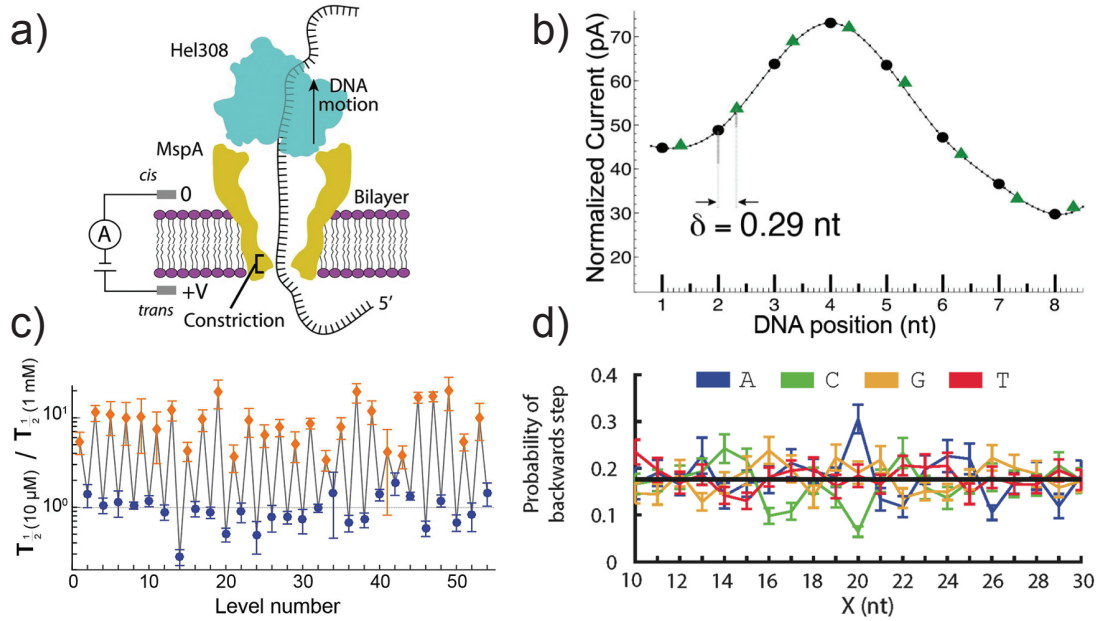 a)
Hel308
DNA
motion
MspA
cis
0
Bilayer
A
+V
trans
Constriction
5′
b)
Normalized Current (pA)
70
60
50
40
30
20
δ = 0.29 nt
1 2 3 4 5 6 7 8
DNA position (nt)
c)
T½ (10 μM) / T½ (1 mM)
10¹
10⁰
0 10 20 30 40 50
Level number
d)
Probability of
backwards step
A C G T
0.4
0.3
0.2
0.1
0
10 12 14 16 18 20 22 24 26 28 30
X (nt)